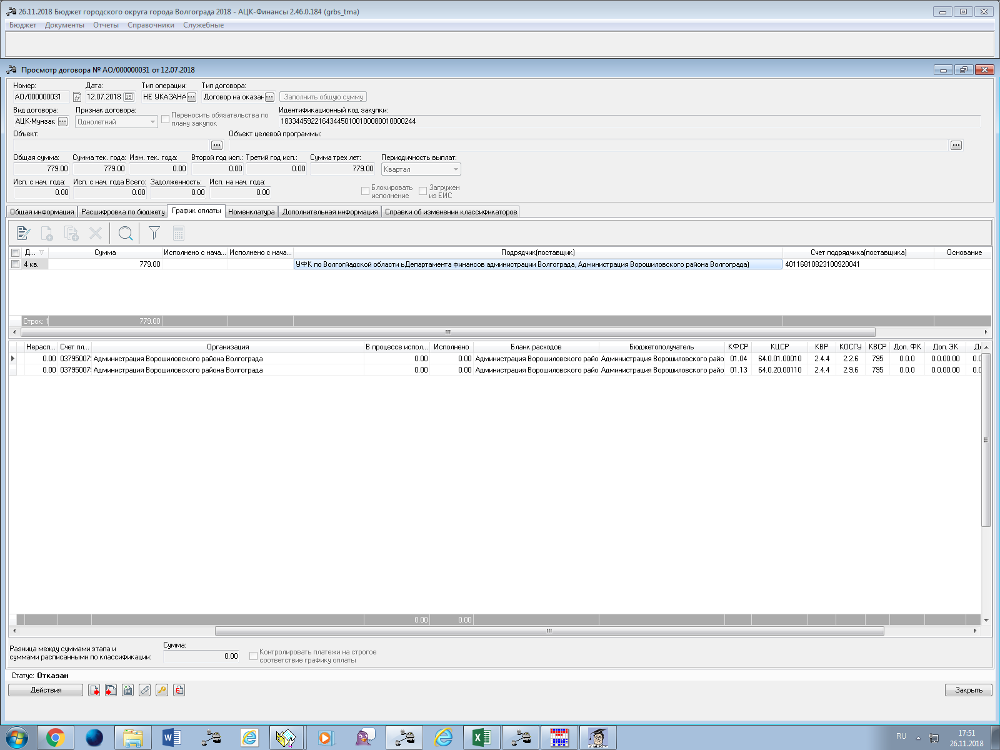 26.11.2018 Бюджет городского округа города Волгограда 2018 - АЦК-Финансы 2.46.0.184 (grbs_tma)
Бюджет Документы Отчеты Справочники Служебные
Просмотр договора № АО/000000031 от 12.07.2018
Номер: Дата: Тип операции: Тип договора:
АО/000000031 12.07.2018 15 НЕ УКАЗАНА ... Договор на оказан ... Заполнить общую сумму
Вид договора: Признак договора: Переносить обязательства по плану закупок Идентификационный код закупки:
АЦК-Мунзак ... Однолетний 183344592216434450100100080010000244
Объект: Объект целевой программы:
... ...
Общая сумма: Сумма тек. года: Изм. тек. года: Второй год исп.: Третий год исп.: Сумма трех лет: Периодичность выплат:
779.00 779.00 0.00 0.00 0.00 779.00 Квартал
Исп. с нач. года: Исп. с нач. года Всего: Задолженность: Исп. на нач. года: Блокировать исполнение Загружен из ЕИС
0.00 0.00 0.00 0.00
Общая информация Расшифровка по бюджету График оплаты Номенклатура Дополнительная информация Справки об изменении классификаторов
Д... Сумма Исполнено с нача... Исполнено с нача... Подрядчик(поставщик) Счет подрядчика(поставщика) Основание
4 кв. 779.00 УФК по Волгогйадской области ьДепартамента финансов администрации Волгограда, Администрация Ворошиловского района Волгограда) 40116810823100920041
Строк: 1 779.00
Нерасп... Счет пл... Организация В процессе испол... Исполнено Бланк расходов Бюджетополучатель КФСР КЦСР КВР КОСГУ КВСР Доп. ФК Доп. ЭК
0.00 03795007 Администрация Ворошиловского района Волгограда 0.00 0.00 Администрация Ворошиловского райо Администрация Ворошиловского райо 01.04 64.0.01.00010 2.4.4 2.2.6 795 0.0.0 0.0.00.00 0.0
0.00 03795007 Администрация Ворошиловского района Волгограда 0.00 0.00 Администрация Ворошиловского райо Администрация Ворошиловского райо 01.13 64.0.20.00110 2.4.4 2.9.6 795 0.0.0 0.0.00.00 0.0
0.00 0.00
Разница между суммами этапа и
суммами расписанными по классификации:
Сумма:
0.00
Контролировать платежи на строгое
соответствие графику оплаты
Статус: Отказан
Действия Закрыть
RU 17:51
26.11.2018